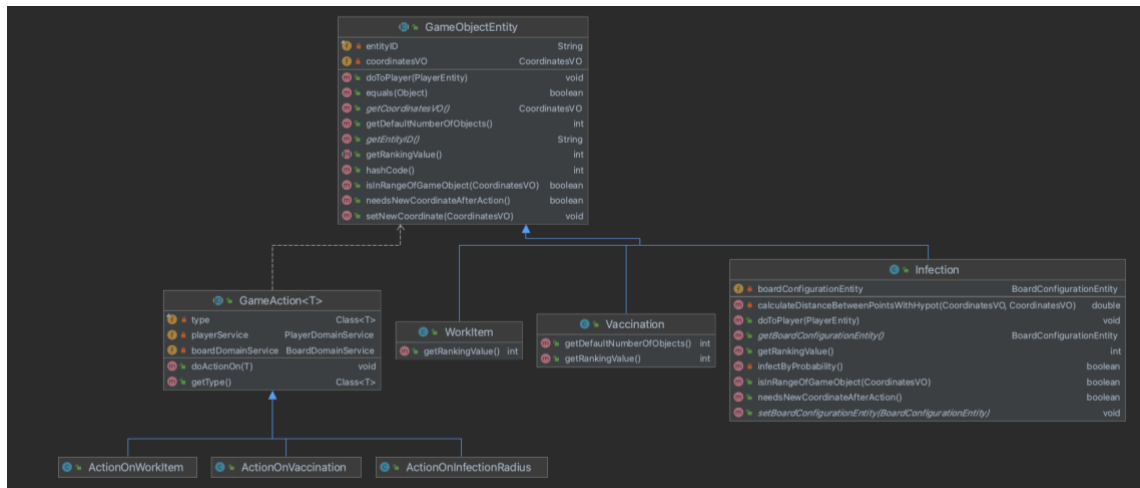 GameObjectEntity
entityID String
coordinatesVO CoordinatesVO
doToPlayer(PlayerEntity) void
equals(Object) boolean
getCoordinatesVO() CoordinatesVO
getDefaultNumberOfObjects() int
getEntityID() String
getRankingValue() int
hashCode() int
isInRangeOfGameObject(CoordinatesVO) boolean
needsNewCoordinateAfterAction() boolean
setNewCoordinate(CoordinatesVO) void
GameAction<T>
type Class<T>
playerService PlayerDomainService
boardDomainService BoardDomainService
doActionOn(T) void
getType() Class<T>
WorkItem
getRankingValue() int
Vaccination
getDefaultNumberOfObjects() int
getRankingValue() int
Infection
boardConfigurationEntity BoardConfigurationEntity
calculateDistanceBetweenPointsWithHypot(CoordinatesVO, CoordinatesVO) double
doToPlayer(PlayerEntity) void
getBoardConfigurationEntity() BoardConfigurationEntity
getRankingValue() int
infectByProbability() boolean
isInRangeOfGameObject(CoordinatesVO) boolean
needsNewCoordinateAfterAction() boolean
setBoardConfigurationEntity(BoardConfigurationEntity) void
ActionOnWorkItem
ActionOnVaccination
ActionOnInfectionRadius